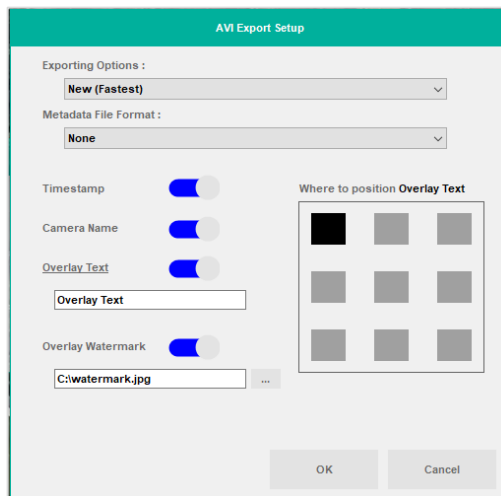 AVI Export Setup
Exporting Options :
New (Fastest)
Metadata File Format :
None
Timestamp
Where to position Overlay Text
Camera Name
Overlay Text
Overlay Text
Overlay Watermark
C:\watermark.jpg
...
OK
Cancel